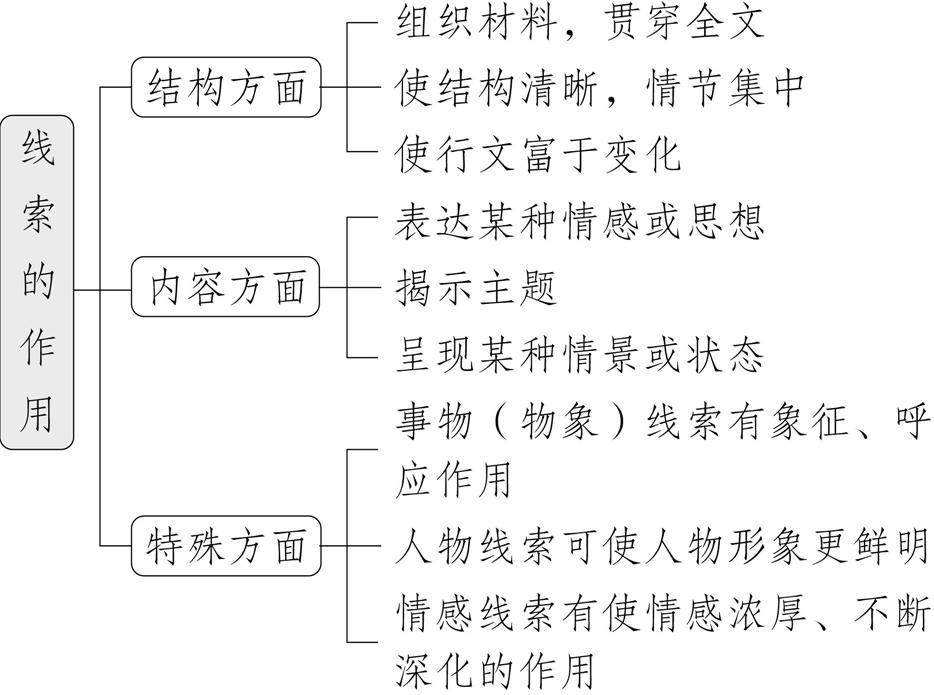 线索的作用
结构方面
组织材料，贯穿全文
使结构清晰，情节集中
使行文富于变化
内容方面
表达某种情感或思想
揭示主题
呈现某种情景或状态
特殊方面
事物（物象）线索有象征、呼
应作用
人物线索可使人物形象更鲜明
情感线索有使情感浓厚、不断
深化的作用